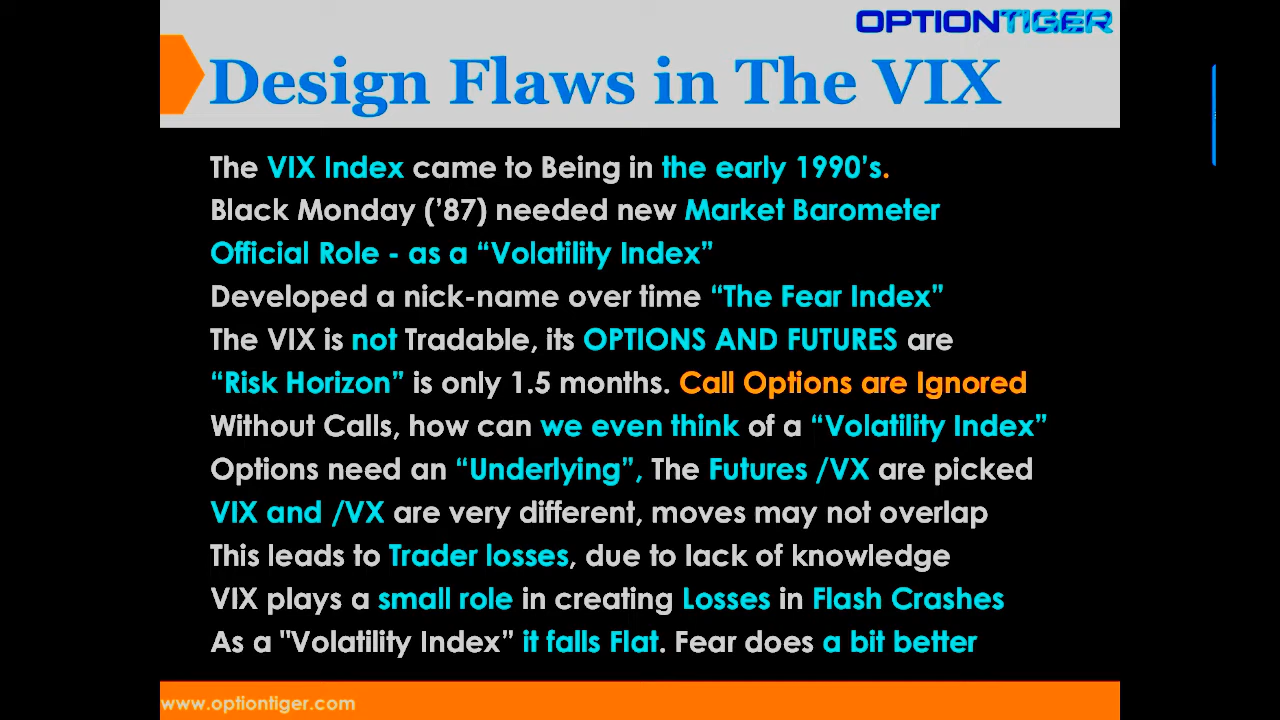 OPTIONTIGER
Design Flaws in The VIX
The VIX Index came to Being in the early 1990's.
Black Monday ('87) needed new Market Barometer
Official Role - as a “Volatility Index”
Developed a nick-name over time “The Fear Index”
The VIX is not Tradable, its OPTIONS AND FUTURES are
“Risk Horizon” is only 1.5 months. Call Options are Ignored
Without Calls, how can we even think of a “Volatility Index”
Options need an “Underlying”, The Futures /VX are picked
VIX and /VX are very different, moves may not overlap
This leads to Trader losses, due to lack of knowledge
VIX plays a small role in creating Losses in Flash Crashes
As a "Volatility Index” it falls Flat. Fear does a bit better
www.optiontiger.com